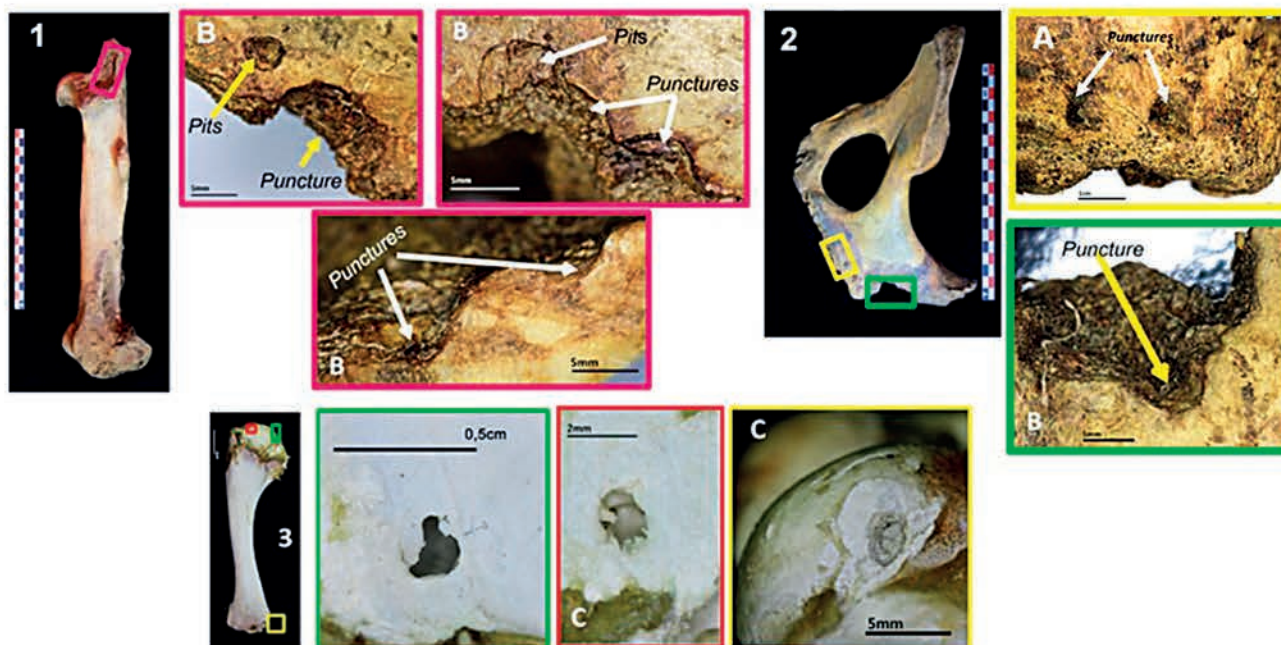 1
B
Pits
Puncture
5mm
B
Pits
Punctures
5mm
Punctures
B
5mm
2
A
Punctures
Puncture
B
3
0,5cm
2mm
C
C
5mm